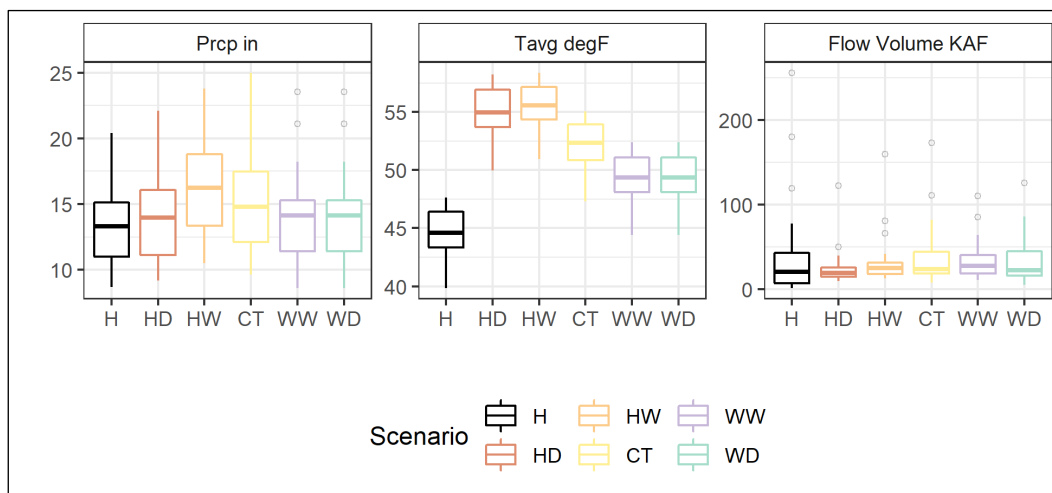 Prcp in Tavg degF Flow Volume KAF
25
20
15
10
55
50
45
40
200
100
0
H HD HW CT WW WD H HD HW CT WW WD H HD HW CT WW WD
Scenario
H HW WW
HD CT WD